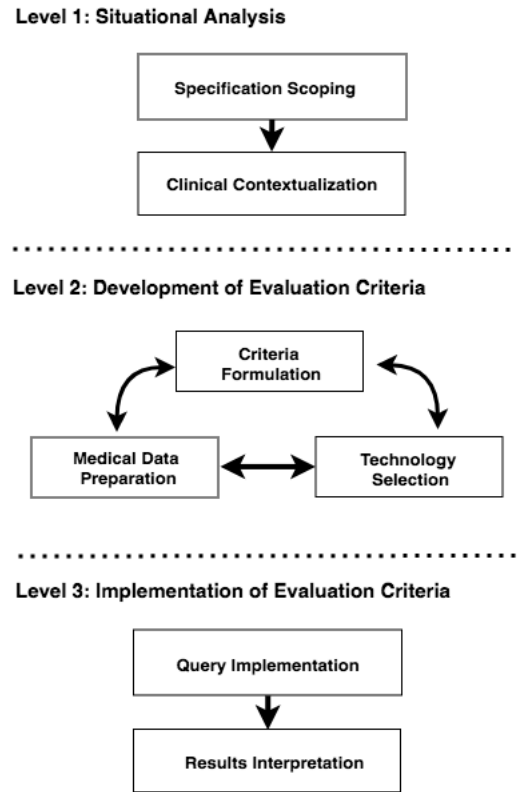 Level 1: Situational Analysis
Specification Scoping
Clinical Contextualization
Level 2: Development of Evaluation Criteria
Criteria
Formulation
Medical Data
Preparation
Technology
Selection
Level 3: Implementation of Evaluation Criteria
Query Implementation
Results Interpretation